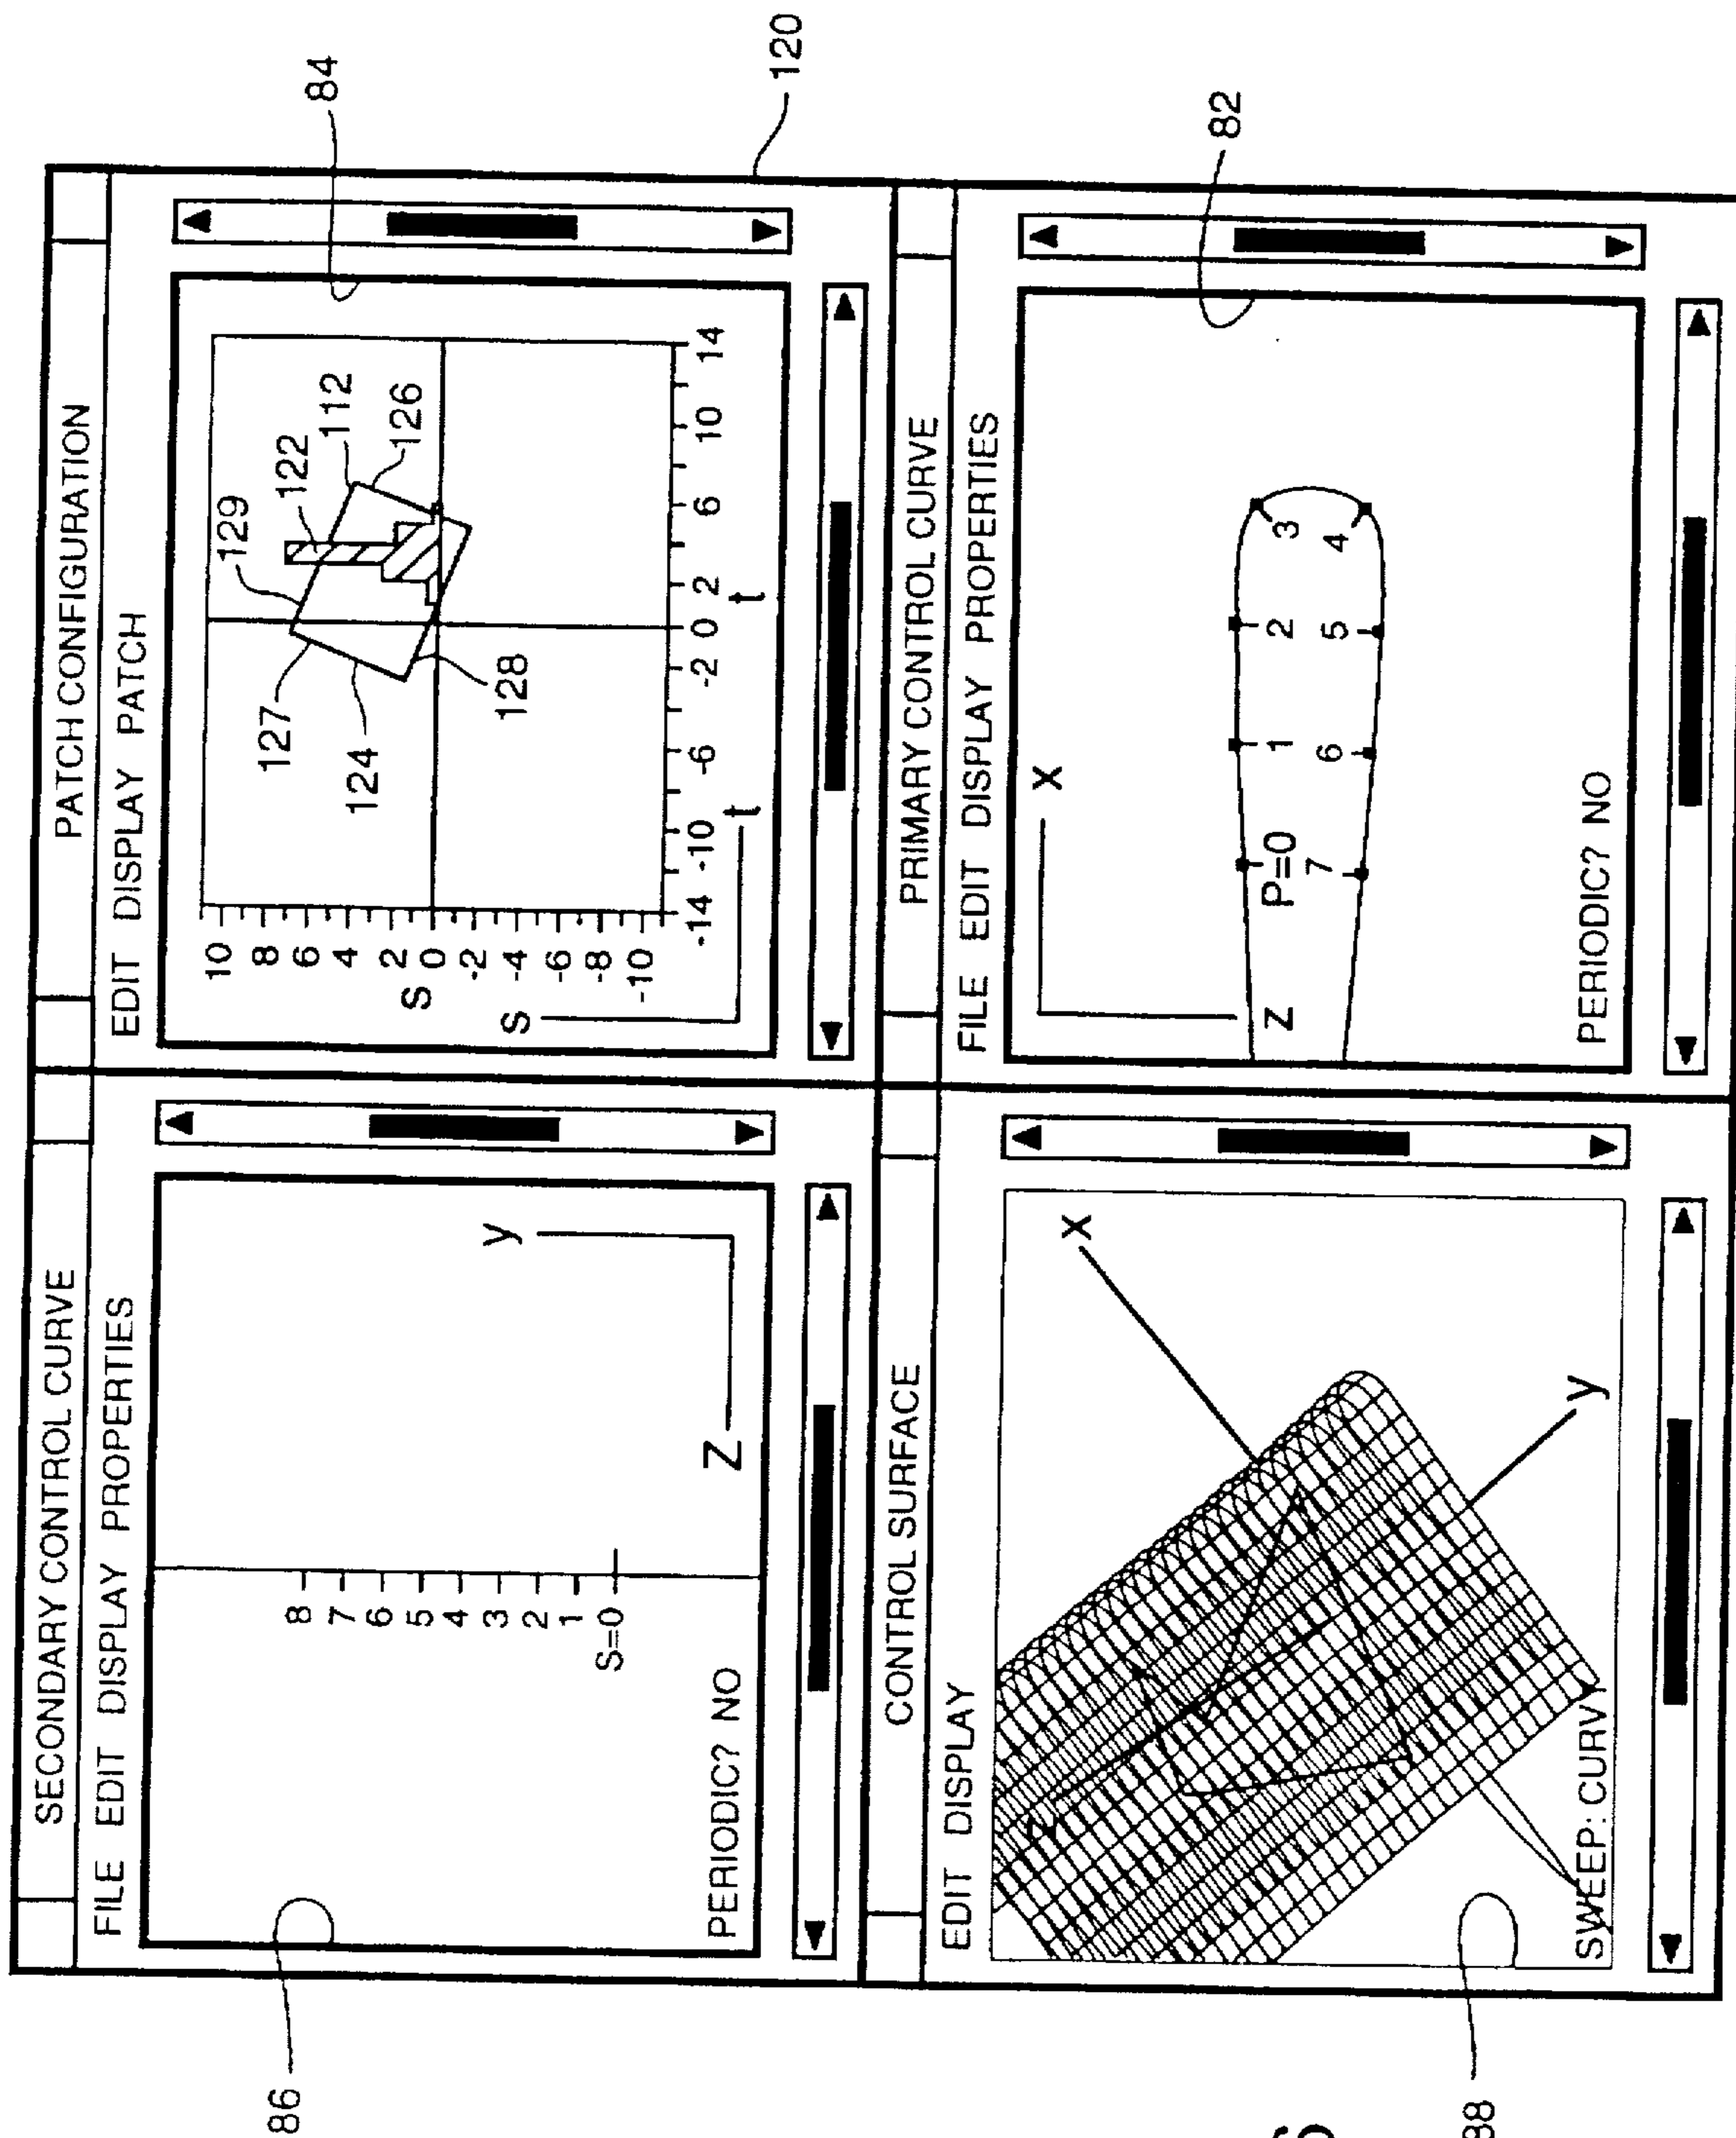 120
SECONDARY CONTROL CURVE
FILE EDIT DISPLAY PROPERTIES
86
8
7
6
5
4
3
2
1
S=0
y
Z
PERIODIC? NO
PATCH CONFIGURATION
EDIT DISPLAY PATCH
84
10
8
6
4
2
0
-2
-4
-6
-8
-10
S
s
-14
-10
-6
-2
0
2
6
10
14
t
t
127
129
122
112
126
124
128
CONTROL SURFACE
EDIT DISPLAY
88
x
y
Z
SWEEP: CURVY
PRIMARY CONTROL CURVE
FILE EDIT DISPLAY PROPERTIES
82
X
Z
P=0
1
2
3
4
5
6
7
PERIODIC? NO
6